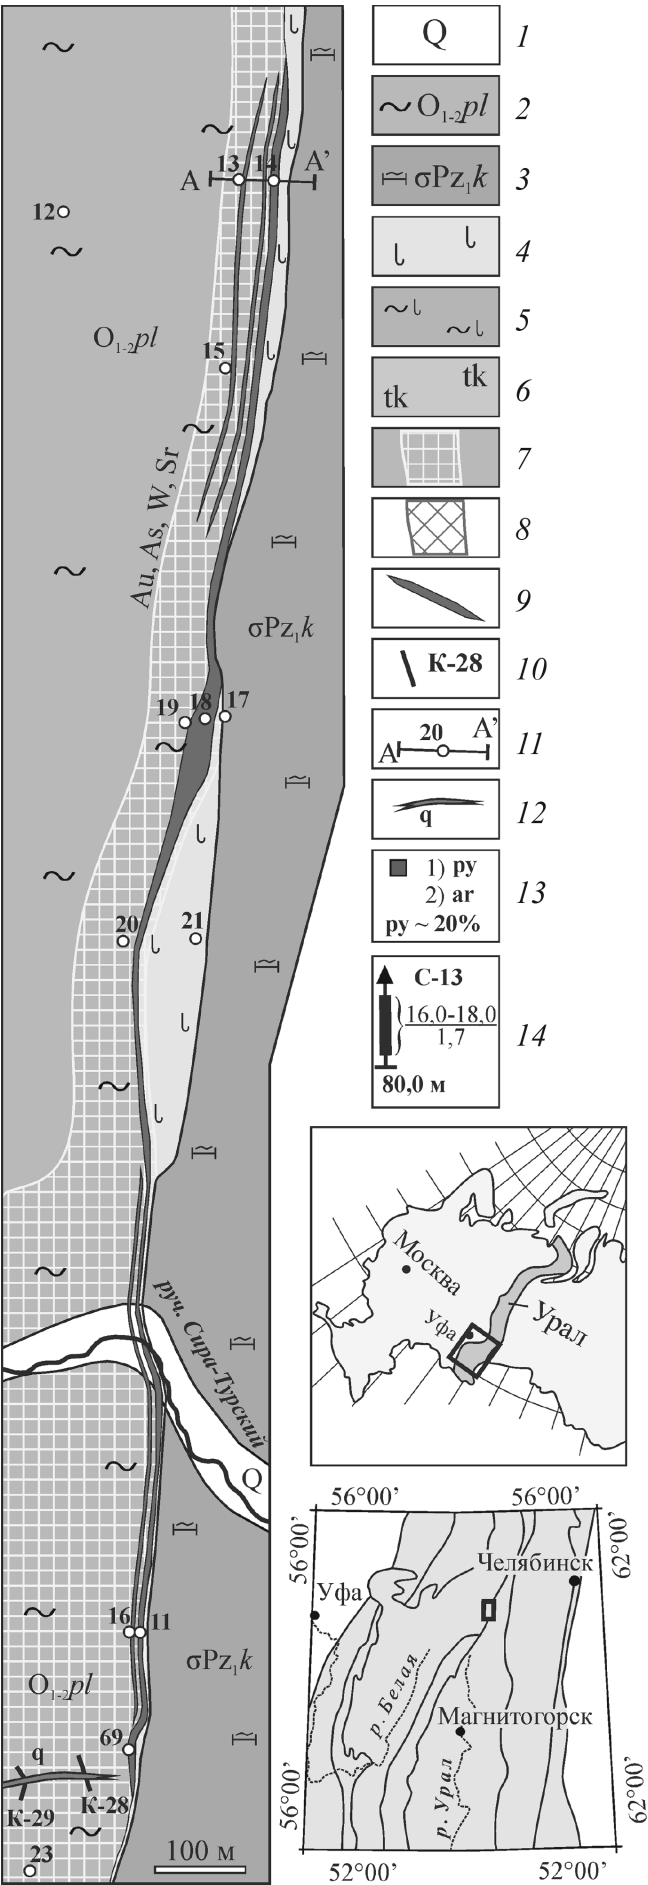 A
13
14
A’
12
O₁₋₂pl
15
Au, As, W, Sr
σPz₁k
19
18
17
20
21
руч. Сира-Турский
Q
16
11
σPz₁k
O₁₋₂pl
69
q
К-29
К-28
23
100 м
Q
1
O₁₋₂pl
2
σPz₁k
3
4
5
tk
tk
6
7
8
9
К-28
10
20
A
A’
11
q
12
1) py
2) ar
py ~ 20%
13
С-13
16,0-18,0
1,7
80,0 м
14
Москва
Уфа
Урал
56°00'
56°00'
56°00'
62°00'
Челябинск
Уфа
р. Белая
Магнитогорск
р. Урал
56°00'
62°00'
52°00'
52°00'